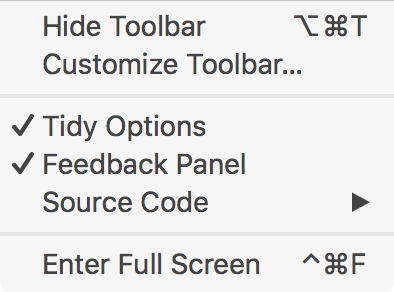 Hide Toolbar ⌥⌘T
Customize Toolbar...
✓ Tidy Options
✓ Feedback Panel
Source Code ▶
Enter Full Screen ^⌘F